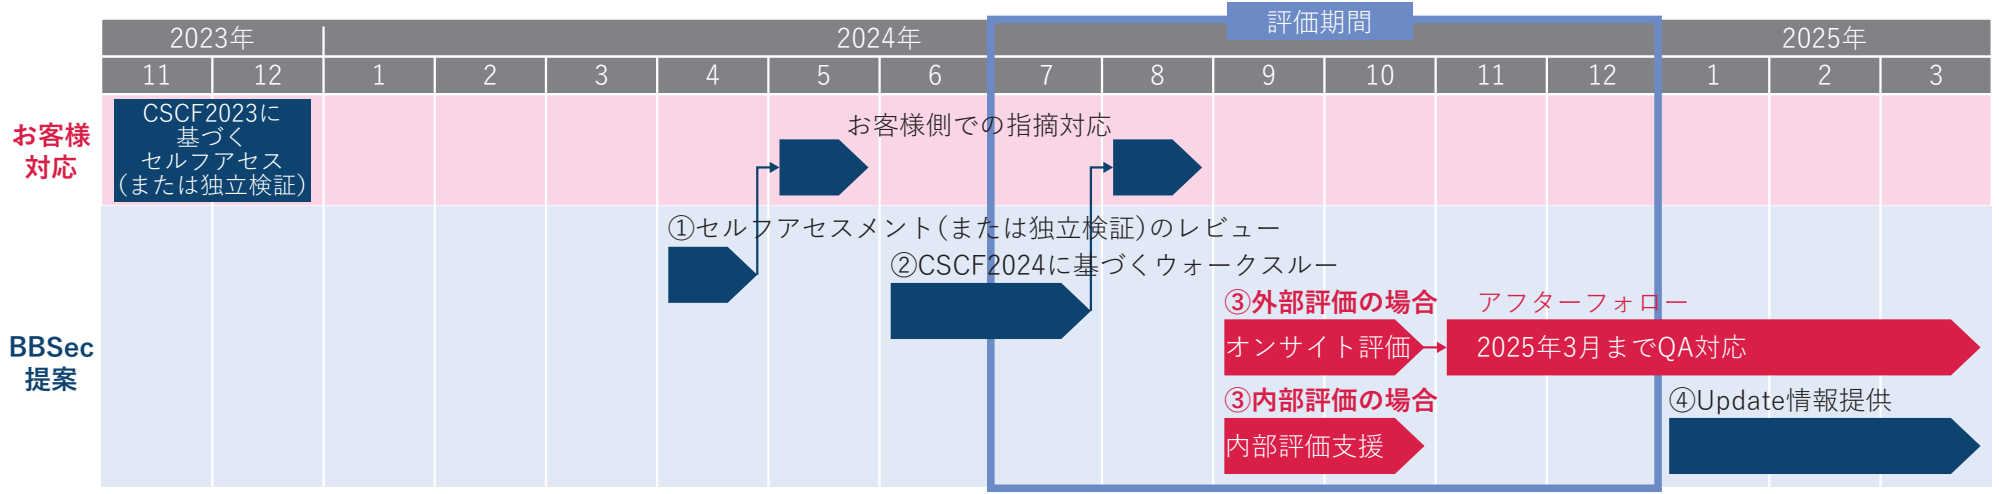 評価期間
2023年
2024年
2025年
11
12
1
2
3
4
5
6
7
8
9
10
11
12
1
2
3
お客様
対応
CSCF2023に
基づく
セルフアセス
(または独立検証)
お客様側での指摘対応
BBSec
提案
①セルフアセスメント(または独立検証)のレビュー
②CSCF2024に基づくウォークスルー
③外部評価の場合
アフターフォロー
オンサイト評価
2025年3月までQA対応
③内部評価の場合
内部評価支援
④Update情報提供